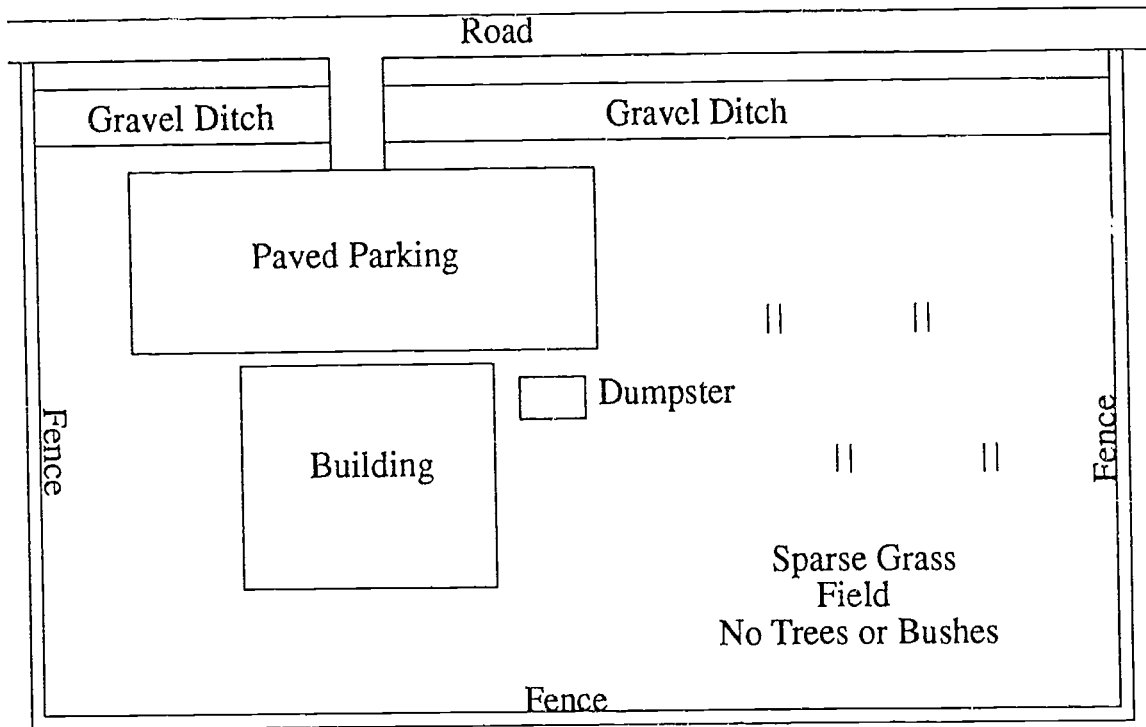 Road
Gravel Ditch
Gravel Ditch
Paved Parking
Dumpster
Fence
Building
Fence
Sparse Grass
Field
No Trees or Bushes
Fence